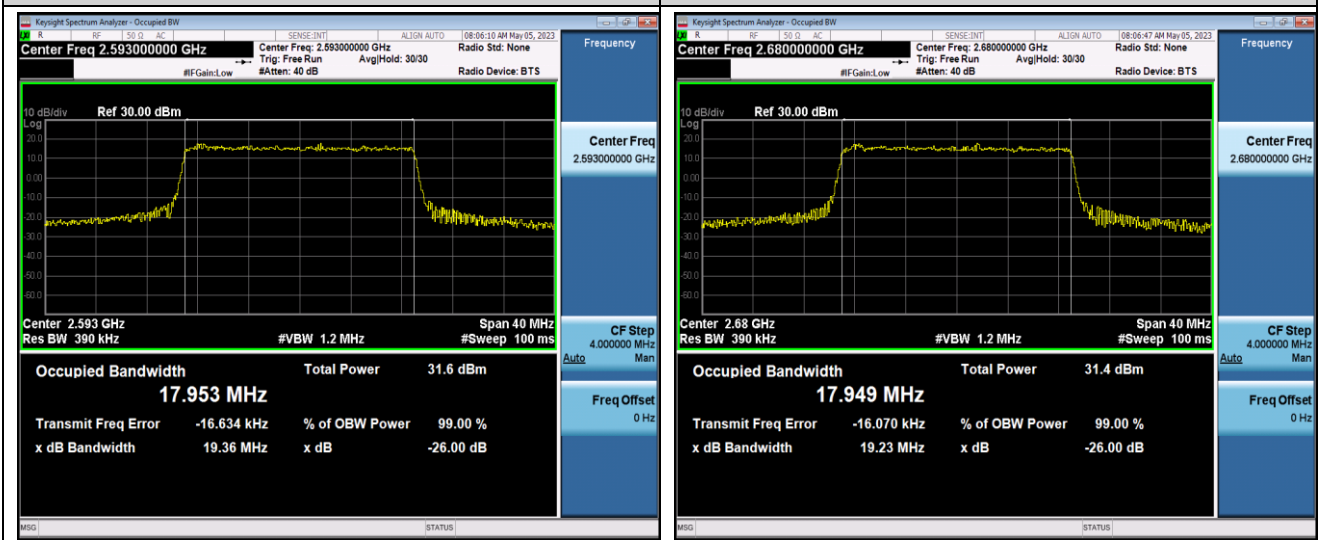 Keysight Spectrum Analyzer - Occupied BW
LXI R RF 50 Ω AC SENSE:INT ALIGN AUTO 08:06:10 AM May 05, 2023
Center Freq 2.593000000 GHz
Center Freq: 2.593000000 GHz Radio Std: None
Trig: Free Run Avg|Hold: 30/30
#IFGain:Low #Atten: 40 dB Radio Device: BTS
10 dB/div Ref 30.00 dBm
Log
20.0
10.0
0.00
-10.0
-20.0
-30.0
-40.0
-50.0
-60.0
Center 2.593 GHz Span 40 MHz
Res BW 390 kHz #VBW 1.2 MHz #Sweep 100 ms
Occupied Bandwidth Total Power 31.6 dBm
17.953 MHz
Transmit Freq Error -16.634 kHz % of OBW Power 99.00 %
x dB Bandwidth 19.36 MHz x dB -26.00 dB
MSG STATUS
Frequency
Center Freq
2.593000000 GHz
CF Step
4.000000 MHz
Auto Man
Freq Offset
0 Hz
Keysight Spectrum Analyzer - Occupied BW
LXI R RF 50 Ω AC SENSE:INT ALIGN AUTO 08:06:47 AM May 05, 2023
Center Freq 2.680000000 GHz
Center Freq: 2.680000000 GHz Radio Std: None
Trig: Free Run Avg|Hold: 30/30
#IFGain:Low #Atten: 40 dB Radio Device: BTS
10 dB/div Ref 30.00 dBm
Log
20.0
10.0
0.00
-10.0
-20.0
-30.0
-40.0
-50.0
-60.0
Center 2.68 GHz Span 40 MHz
Res BW 390 kHz #VBW 1.2 MHz #Sweep 100 ms
Occupied Bandwidth Total Power 31.4 dBm
17.949 MHz
Transmit Freq Error -16.070 kHz % of OBW Power 99.00 %
x dB Bandwidth 19.23 MHz x dB -26.00 dB
MSG STATUS
Frequency
Center Freq
2.680000000 GHz
CF Step
4.000000 MHz
Auto Man
Freq Offset
0 Hz